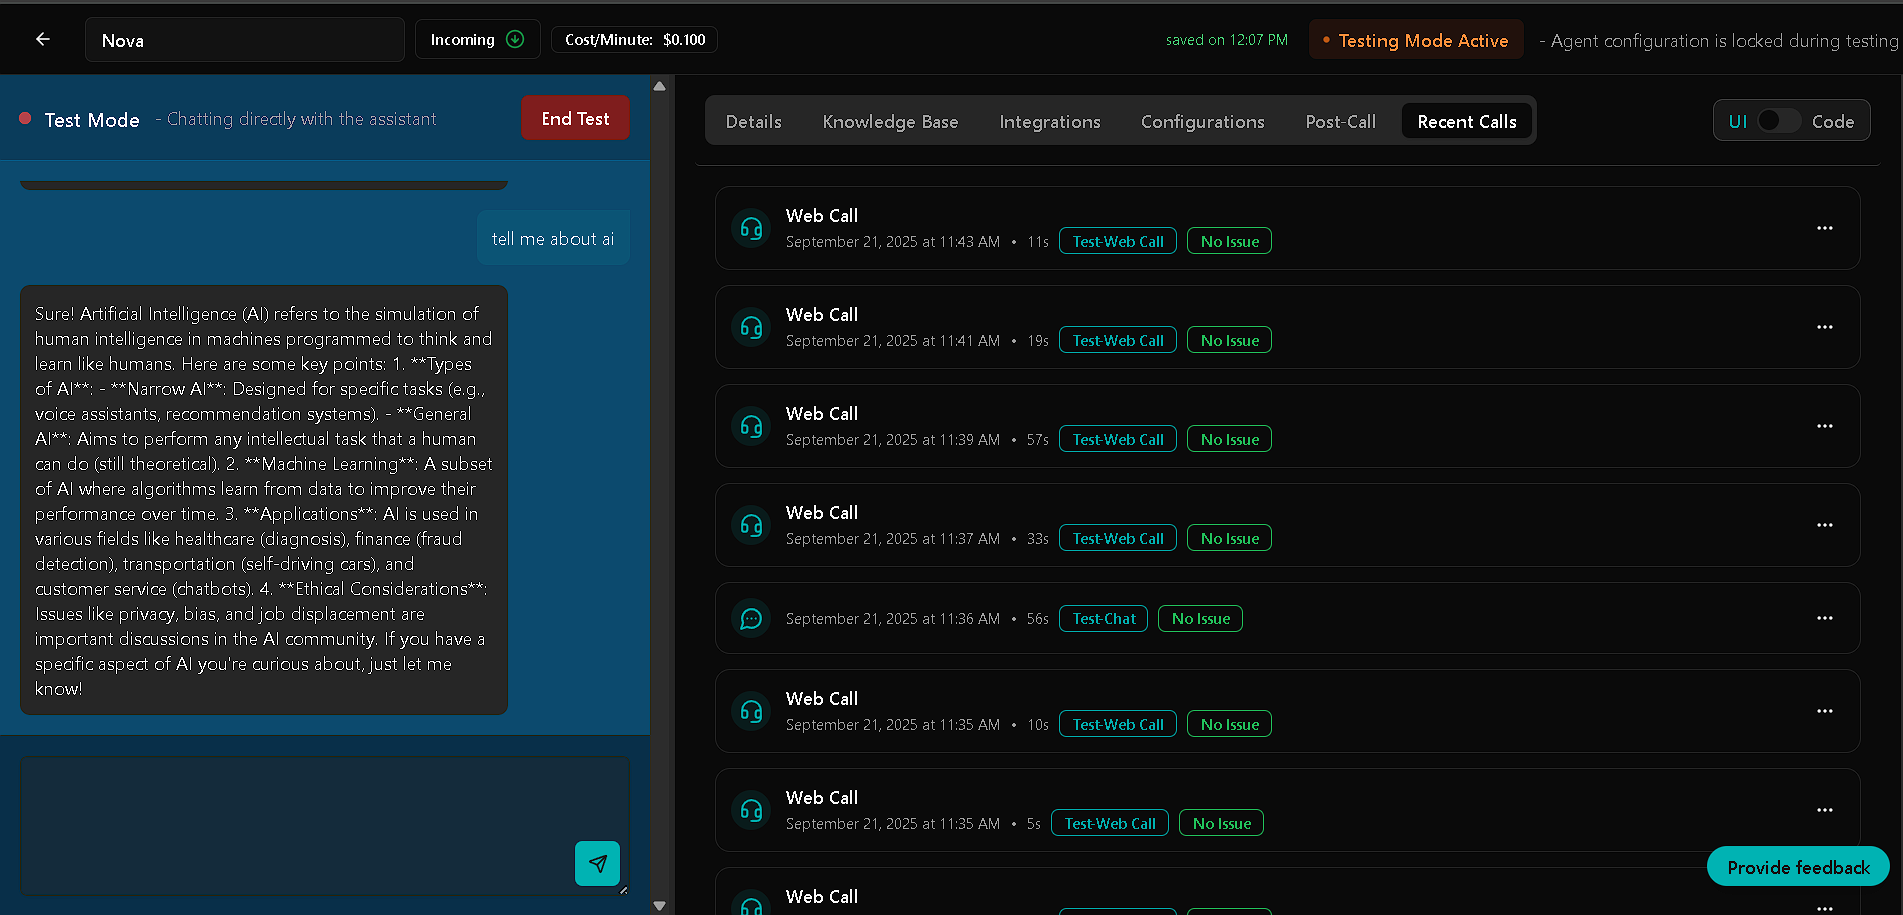 Nova
Incoming
Cost/Minute: $0.100
saved on 12:07 PM
• Testing Mode Active
- Agent configuration is locked during testing
Test Mode - Chatting directly with the assistant
End Test
tell me about ai
Sure! Artificial Intelligence (AI) refers to the simulation of
human intelligence in machines programmed to think and
learn like humans. Here are some key points: 1. **Types
of AI**: - **Narrow AI**: Designed for specific tasks (e.g.,
voice assistants, recommendation systems). - **General
AI**: Aims to perform any intellectual task that a human
can do (still theoretical). 2. **Machine Learning**: A subset
of AI where algorithms learn from data to improve their
performance over time. 3. **Applications**: AI is used in
various fields like healthcare (diagnosis), finance (fraud
detection), transportation (self-driving cars), and
customer service (chatbots). 4. **Ethical Considerations**:
Issues like privacy, bias, and job displacement are
important discussions in the AI community. If you have a
specific aspect of AI you're curious about, just let me
know!
Details
Knowledge Base
Integrations
Configurations
Post-Call
Recent Calls
UI
Code
Web Call
September 21, 2025 at 11:43 AM • 11s Test-Web Call No Issue
Web Call
September 21, 2025 at 11:41 AM • 19s Test-Web Call No Issue
Web Call
September 21, 2025 at 11:39 AM • 57s Test-Web Call No Issue
Web Call
September 21, 2025 at 11:37 AM • 33s Test-Web Call No Issue
September 21, 2025 at 11:36 AM • 56s Test-Chat No Issue
Web Call
September 21, 2025 at 11:35 AM • 10s Test-Web Call No Issue
Web Call
September 21, 2025 at 11:35 AM • 5s Test-Web Call No Issue
Web Call
Provide feedback